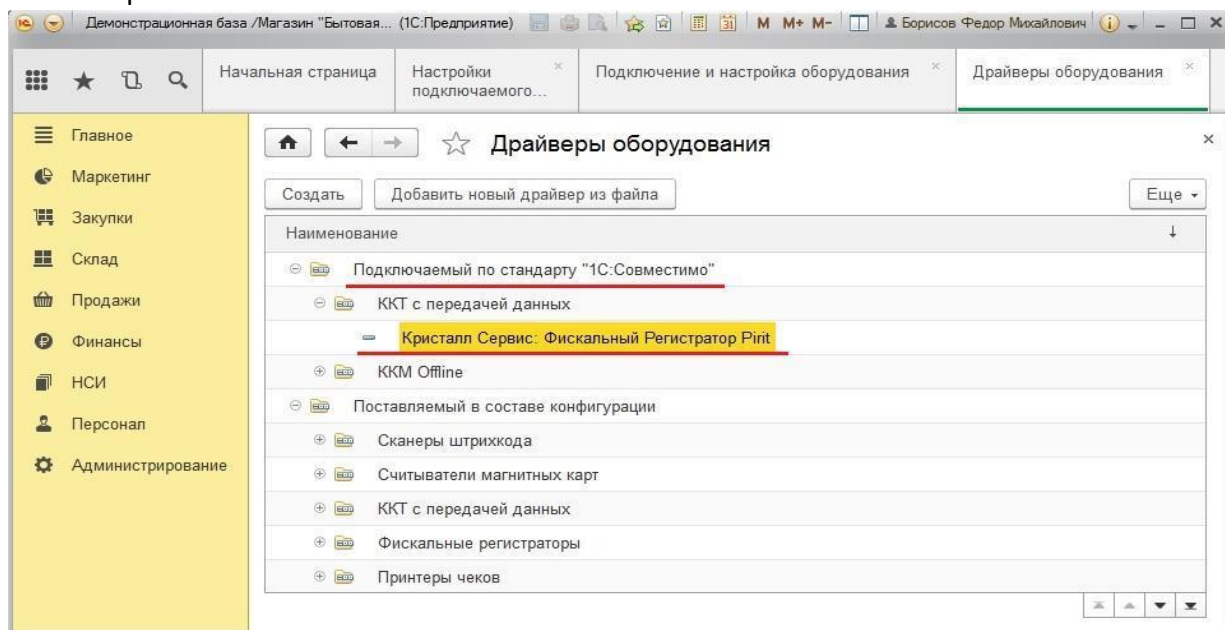 Демонстрационная база /Магазин "Бытовая... (1С:Предприятие) M M+ M- Борисов Федор Михайлович
Начальная страница
Настройки подключаемого...
Подключение и настройка оборудования
Драйверы оборудования
Главное
Маркетинг
Закупки
Склад
Продажи
Финансы
НСИ
Персонал
Администрирование
Драйверы оборудования
Создать Добавить новый драйвер из файла Еще
Наименование
Подключаемый по стандарту "1С:Совместимо"
ККТ с передачей данных
Кристалл Сервис: Фискальный Регистратор Pirit
ККМ Offline
Поставляемый в составе конфигурации
Сканеры штрихкода
Считыватели магнитных карт
ККТ с передачей данных
Фискальные регистраторы
Принтеры чеков